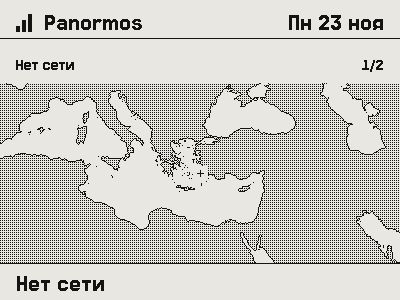 Panormos Пн 23 ноя
Нет сети 1/2
Нет сети